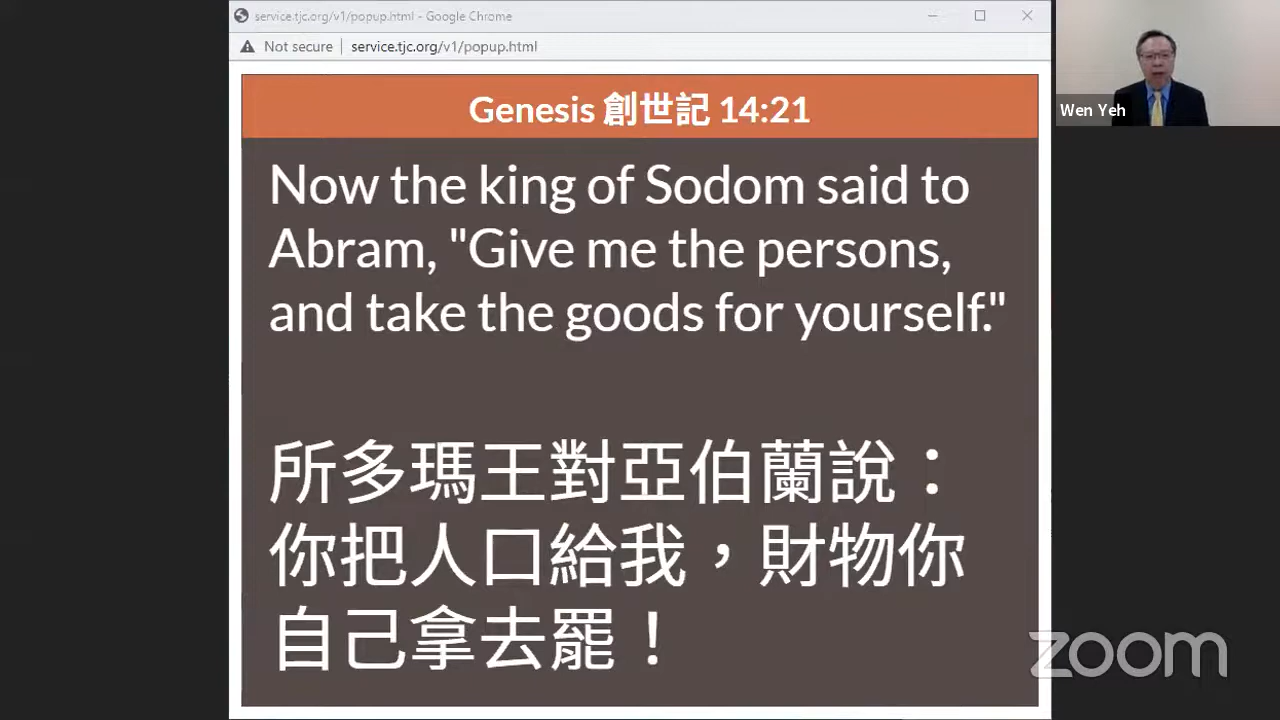 service.tjc.org/v1/popup.html - Google Chrome
Not secure
service.tjc.org/v1/popup.html
Genesis 創世記 14:21
Now the king of Sodom said to
Abram, "Give me the persons,
and take the goods for yourself."
所多瑪王對亞伯蘭說：
你把人口給我，財物你
自己拿去罷！
Wen Yeh
zoom